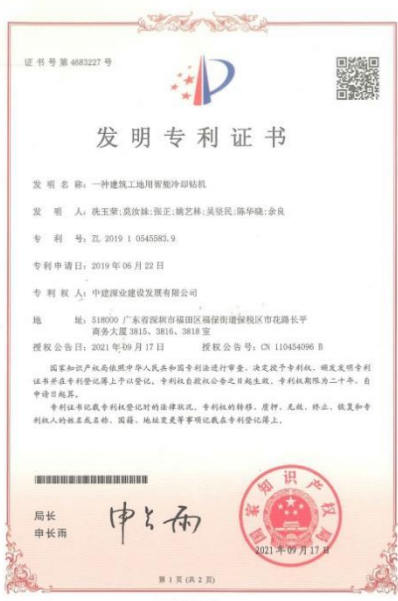 证书号第4683227号
发明专利证书
发 明 名 称：一种建筑工地用智能冷却钻机
发 明 人：冼玉荣;莫汝妹;张正;姚艺林;吴坚民;陈华晓;余良
专 利 号：ZL 2019 1 0545583.9
专利申请日：2019年06月22日
专 利 权 人：中建深业建设发展有限公司
地 址：518000 广东省深圳市福田区福保街道保税区市花路长平
商务大厦3815、3816、3818室
授权公告日：2021年09月17日 授权公告号：CN 110454096 B
国家知识产权局依照中华人民共和国专利法进行审查，决定授予专利权，颁发发明专利
证书并在专利登记簿上予以登记。专利权自授权公告之日起生效。专利权期限为二十年，自
申请日起算。
专利证书记载专利权登记时的法律状况。专利权的转移、质押、无效、终止、恢复和专
利权人的姓名或名称、国籍、地址变更等事项记载在专利登记簿上。
局长
申长雨
申长雨
国家知识产权局
2021年09月17日
第 1 页 (共 2 页)